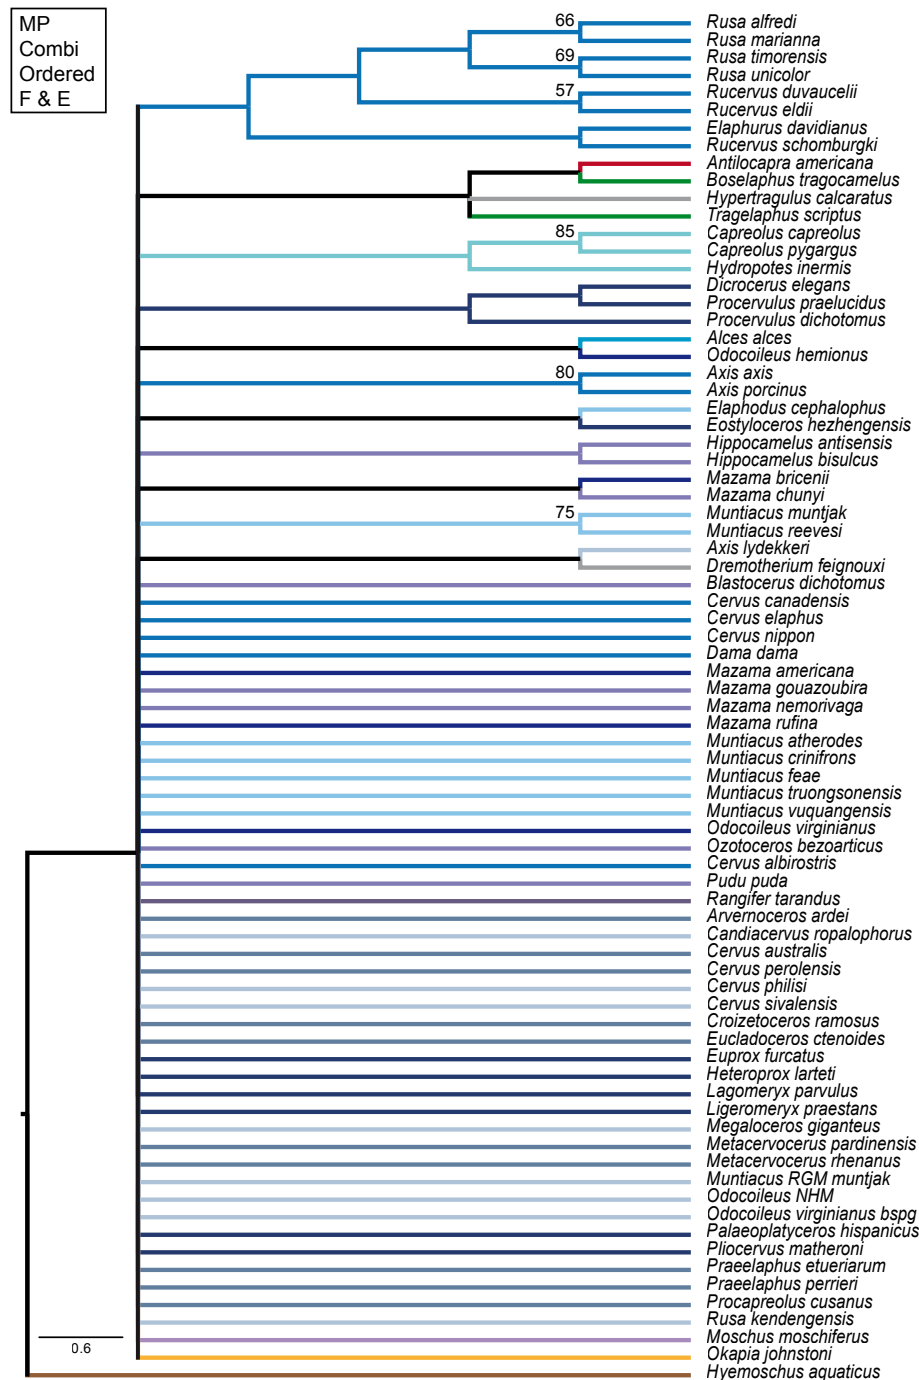 MP
Combi
Ordered
F & E
66
Rusa alfredi
Rusa marianna
69
Rusa timorensis
Rusa unicolor
57
Rucervus duvaucelii
Rucervus eldii
Elaphurus davidianus
Rucervus schomburgki
Antilocapra americana
Boselaphus tragocamelus
Hypertragulus calcaratus
Tragelaphus scriptus
85
Capreolus capreolus
Capreolus pygargus
Hydropotes inermis
Dicrocerus elegans
Procervulus praelucidus
Procervulus dichotomus
Alces alces
Odocoileus hemionus
80
Axis axis
Axis porcinus
Elaphodus cephalophus
Eostyloceros hezhengensis
Hippocamelus antisensis
Hippocamelus bisulcus
Mazama bricenii
Mazama chunyi
75
Muntiacus muntjak
Muntiacus reevesi
Axis lydekkeri
Dremotherium feignouxi
Blastocerus dichotomus
Cervus canadensis
Cervus elaphus
Cervus nippon
Dama dama
Mazama americana
Mazama gouazoubira
Mazama nemorivaga
Mazama rufina
Muntiacus atherodes
Muntiacus crinifrons
Muntiacus feae
Muntiacus truongsonensis
Muntiacus vuquangensis
Odocoileus virginianus
Ozotoceros bezoarticus
Cervus albirostris
Pudu puda
Rangifer tarandus
Arvernoceros ardei
Candiacervus ropalophorus
Cervus australis
Cervus perolensis
Cervus philisi
Cervus sivalensis
Croizetoceros ramosus
Eucladoceros ctenoides
Euprox furcatus
Heteroprox larteti
Lagomeryx parvulus
Ligeromeryx praestans
Megaloceros giganteus
Metacervocerus pardinensis
Metacervocerus rhenanus
Muntiacus RGM muntjak
Odocoileus NHM
Odocoileus virginianus bspg
Palaeoplatyceros hispanicus
Pliocervus matheroni
Praeelaphus etueriarum
Praeelaphus perrieri
Procapreolus cusanus
Rusa kendengensis
Moschus moschiferus
Okapia johnstoni
Hyemoschus aquaticus
0.6